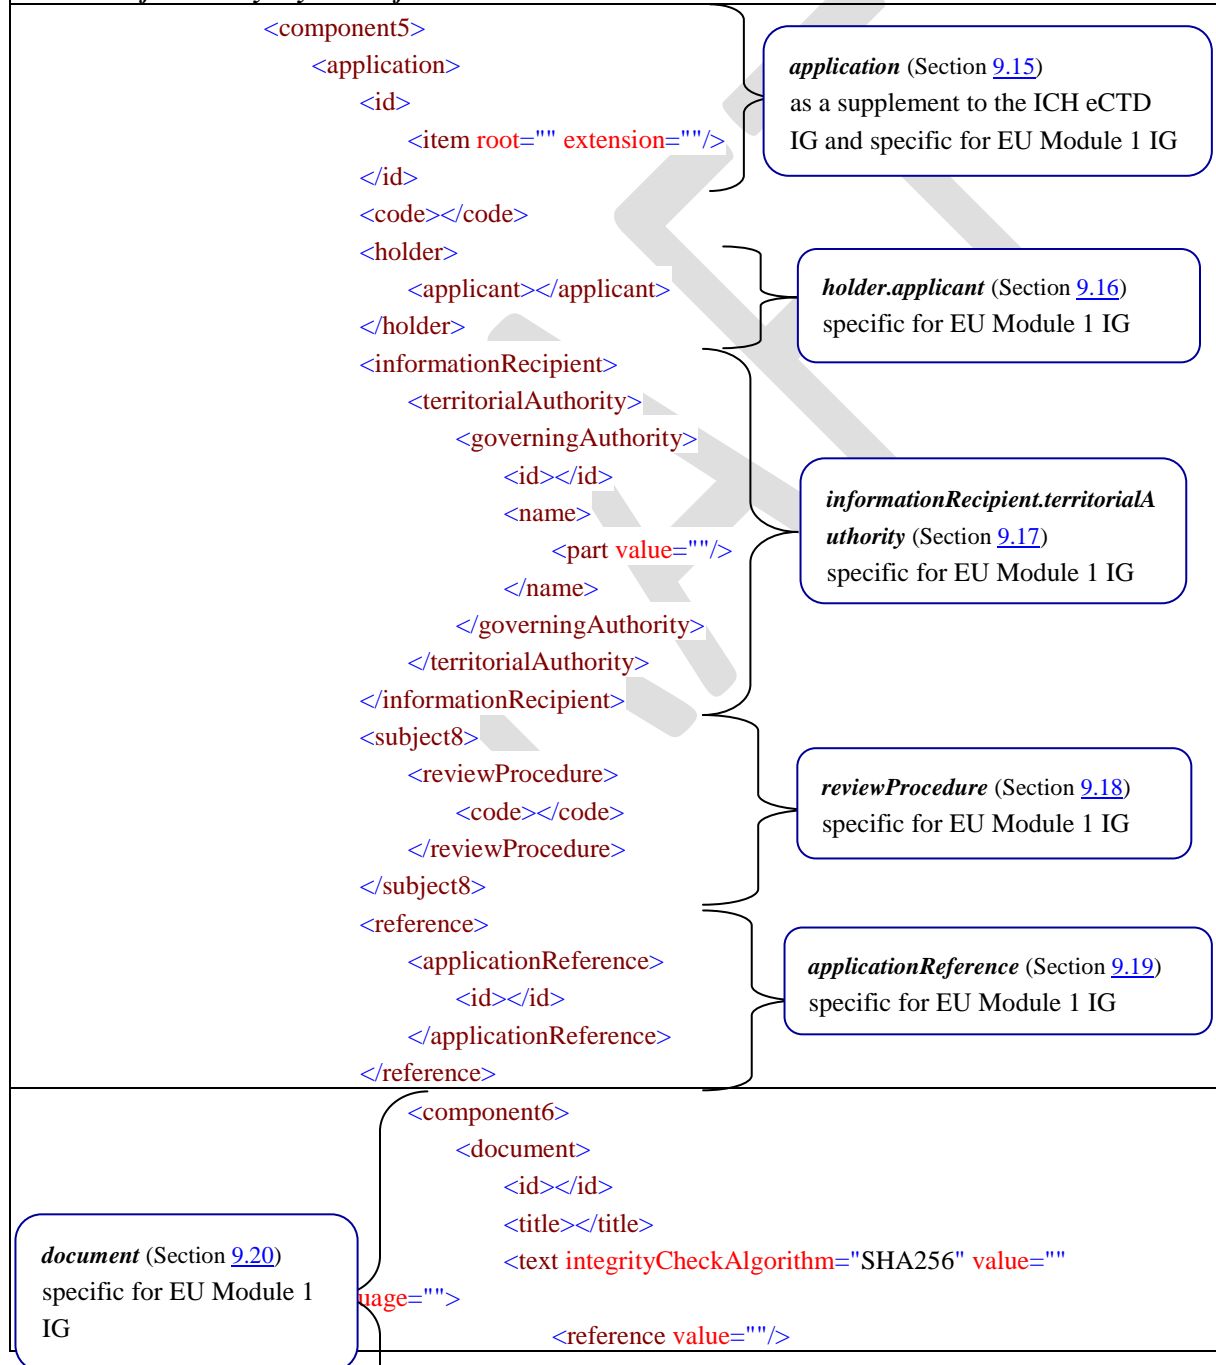 <component5>
<application>
<id>
<item root="" extension=""/>
</id>
<code></code>
<holder>
<applicant></applicant>
</holder>
<informationRecipient>
<territorialAuthority>
<governingAuthority>
<id></id>
<name>
<part value=""/>
</name>
</governingAuthority>
</territorialAuthority>
</informationRecipient>
<subject8>
<reviewProcedure>
<code></code>
</reviewProcedure>
</subject8>
<reference>
<applicationReference>
<id></id>
</applicationReference>
</reference>
application (Section 9.15)
as a supplement to the ICH eCTD
IG and specific for EU Module 1 IG
holder.applicant (Section 9.16)
specific for EU Module 1 IG
informationRecipient.territorialA
uthority (Section 9.17)
specific for EU Module 1 IG
reviewProcedure (Section 9.18)
specific for EU Module 1 IG
applicationReference (Section 9.19)
specific for EU Module 1 IG
<component6>
<document>
<id></id>
<title></title>
<text integrityCheckAlgorithm="SHA256" value=""
uage="">
<reference value=""/>
document (Section 9.20)
specific for EU Module 1
IG